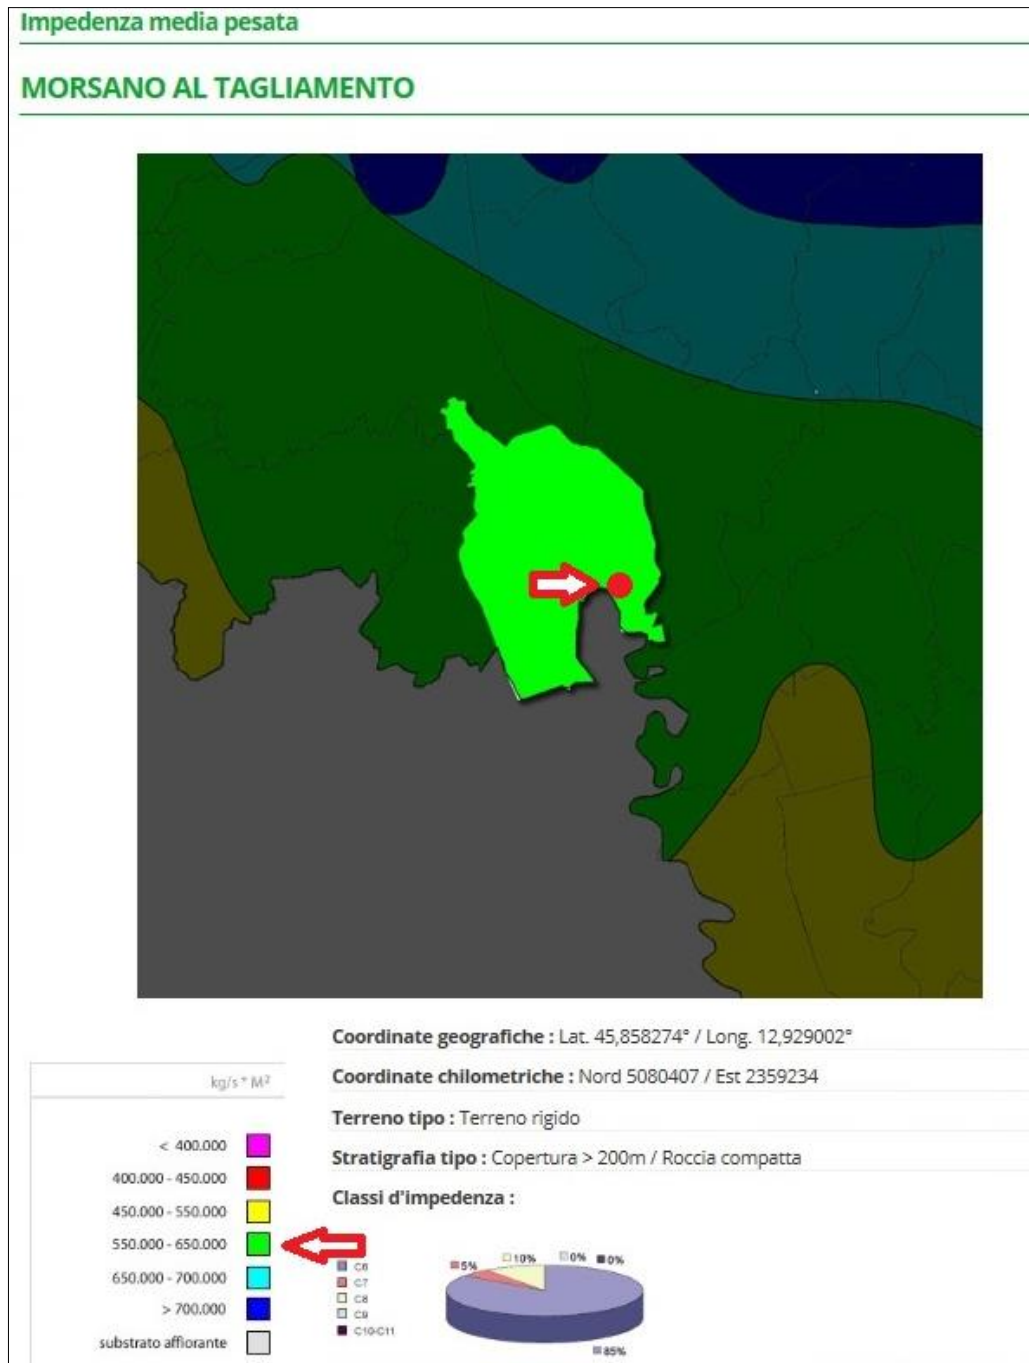 Impedenza media pesata
MORSANO AL TAGLIAMENTO
Coordinate geografiche : Lat. 45,858274° / Long. 12,929002°
Coordinate chilometriche : Nord 5080407 / Est 2359234
Terreno tipo : Terreno rigido
Stratigrafia tipo : Copertura > 200m / Roccia compatta
Classi d'impedenza :
kg/s * M²
< 400.000
400.000 - 450.000
450.000 - 550.000
550.000 - 650.000
650.000 - 700.000
> 700.000
substrato affiorante
C6
C7
C8
C9
C10-C11
5%
10%
0%
0%
85%